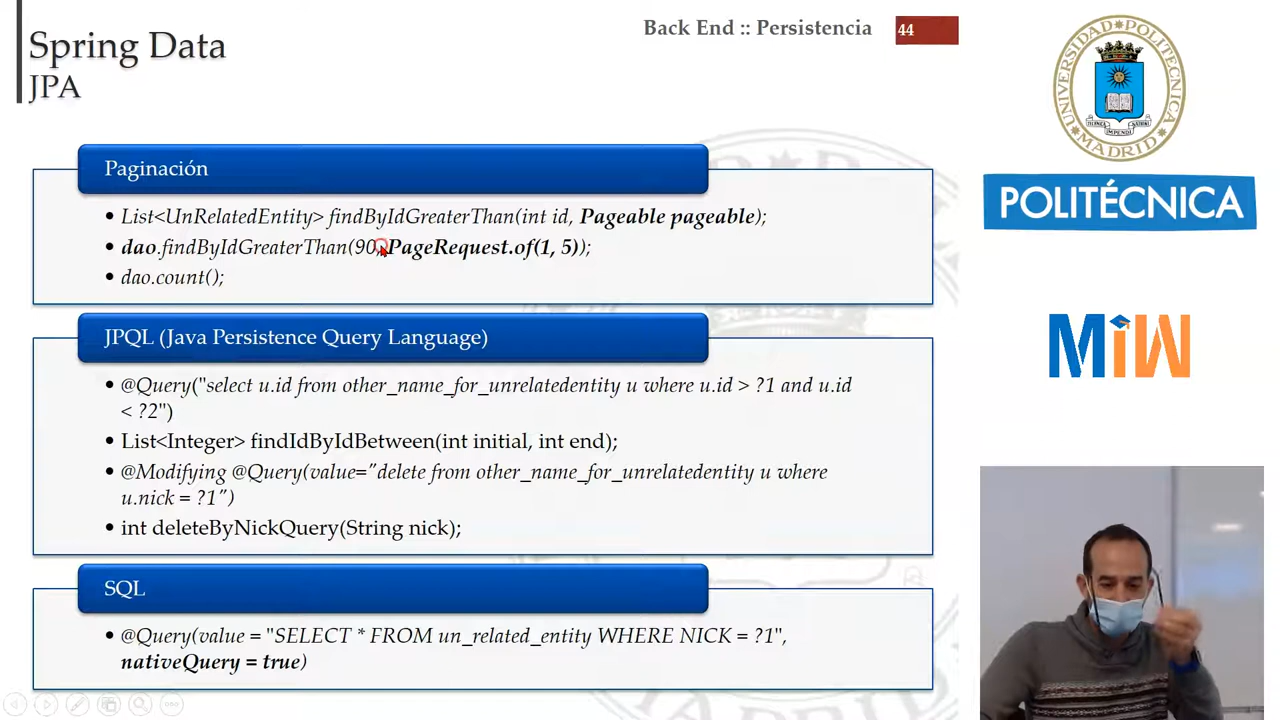 Spring Data
JPA
Back End :: Persistencia
44
Paginación
• List<UnRelatedEntity> findByIdGreaterThan(int id, Pageable pageable);
• dao.findByIdGreaterThan(90, PageRequest.of(1, 5));
• dao.count();
JPQL (Java Persistence Query Language)
• @Query("select u.id from other_name_for_unrelatedentity u where u.id > ?1 and u.id
< ?2")
• List<Integer> findIdByIdBetween(int initial, int end);
• @Modifying @Query(value="delete from other_name_for_unrelatedentity u where
u.nick = ?1")
• int deleteByNickQuery(String nick);
SQL
• @Query(value = "SELECT * FROM un_related_entity WHERE NICK = ?1",
nativeQuery = true)
UNIVERSIDAD POLITÉCNICA
MADRID
POLITÉCNICA
MiW